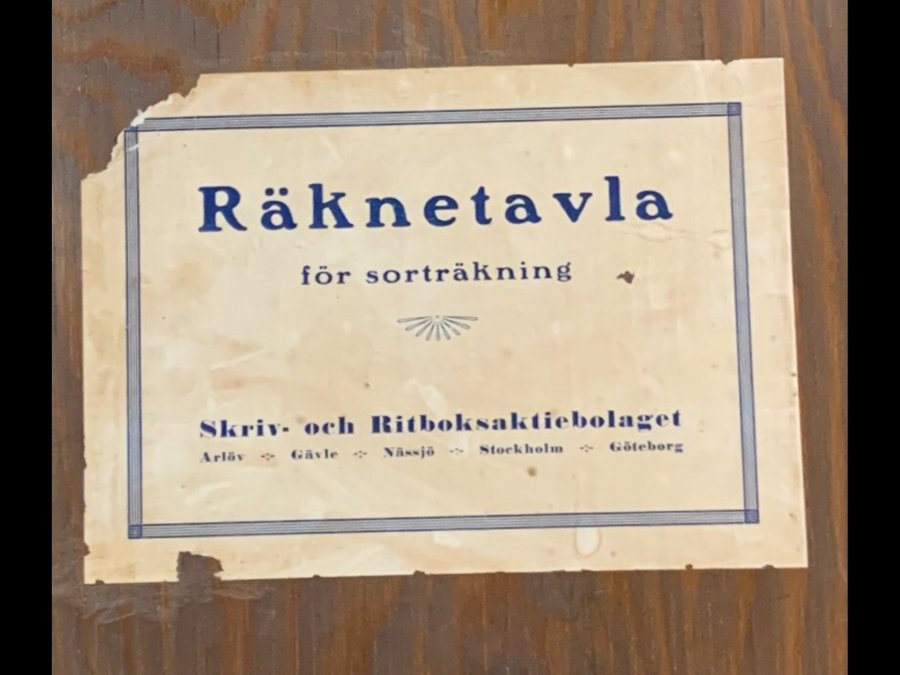 Räknetavla
för sorträkning
Skriv- och Ritboksaktiebolaget
Arlöv Gävle Nässjö Stockholm Göteborg